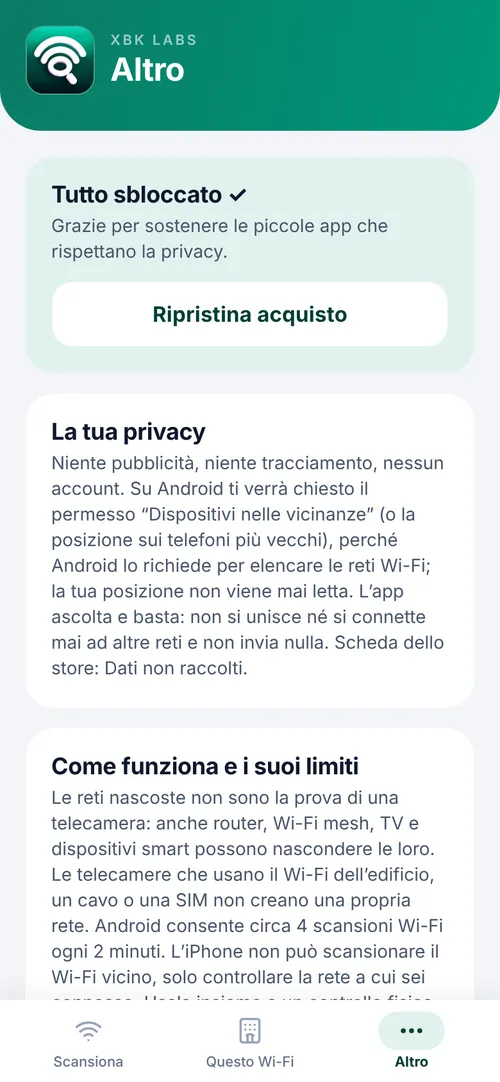 XBK LABS
Altro
Tutto sbloccato ✓
Grazie per sostenere le piccole app che
rispettano la privacy.
Ripristina acquisto
La tua privacy
Niente pubblicità, niente tracciamento, nessun
account. Su Android ti verrà chiesto il
permesso “Dispositivi nelle vicinanze” (o la
posizione sui telefoni più vecchi), perché
Android lo richiede per elencare le reti Wi-Fi;
la tua posizione non viene mai letta. L’app
ascolta e basta: non si unisce né si connette
mai ad altre reti e non invia nulla. Scheda dello
store: Dati non raccolti.
Come funziona e i suoi limiti
Le reti nascoste non sono la prova di una
telecamera: anche router, Wi-Fi mesh, TV e
dispositivi smart possono nascondere le loro.
Le telecamere che usano il Wi-Fi dell’edificio,
un cavo o una SIM non creano una propria
rete. Android consente circa 4 scansioni Wi-Fi
ogni 2 minuti. L’iPhone non può scansionare il
Wi-Fi vicino, solo controllare la rete a cui sei
Scansiona
Questo Wi-Fi
Altro